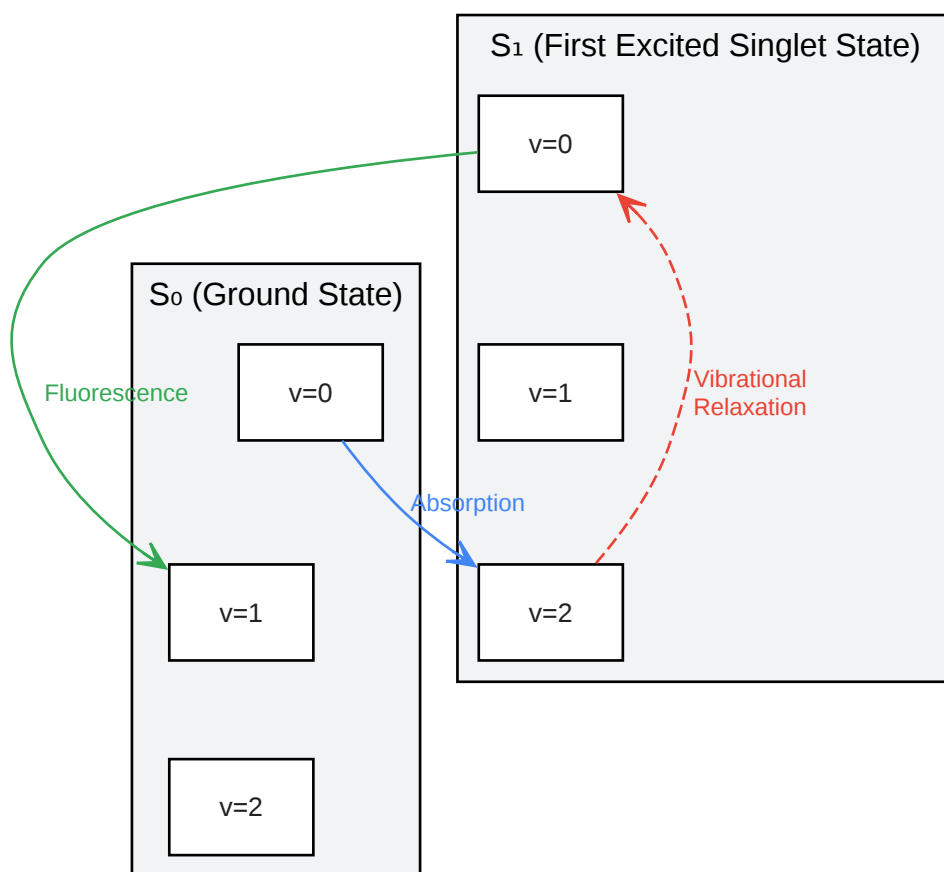 S₁ (First Excited Singlet State)
v=0
S₀ (Ground State)
v=0
v=1
Fluorescence
Vibrational
Relaxation
Absorption
v=1
v=2
v=2